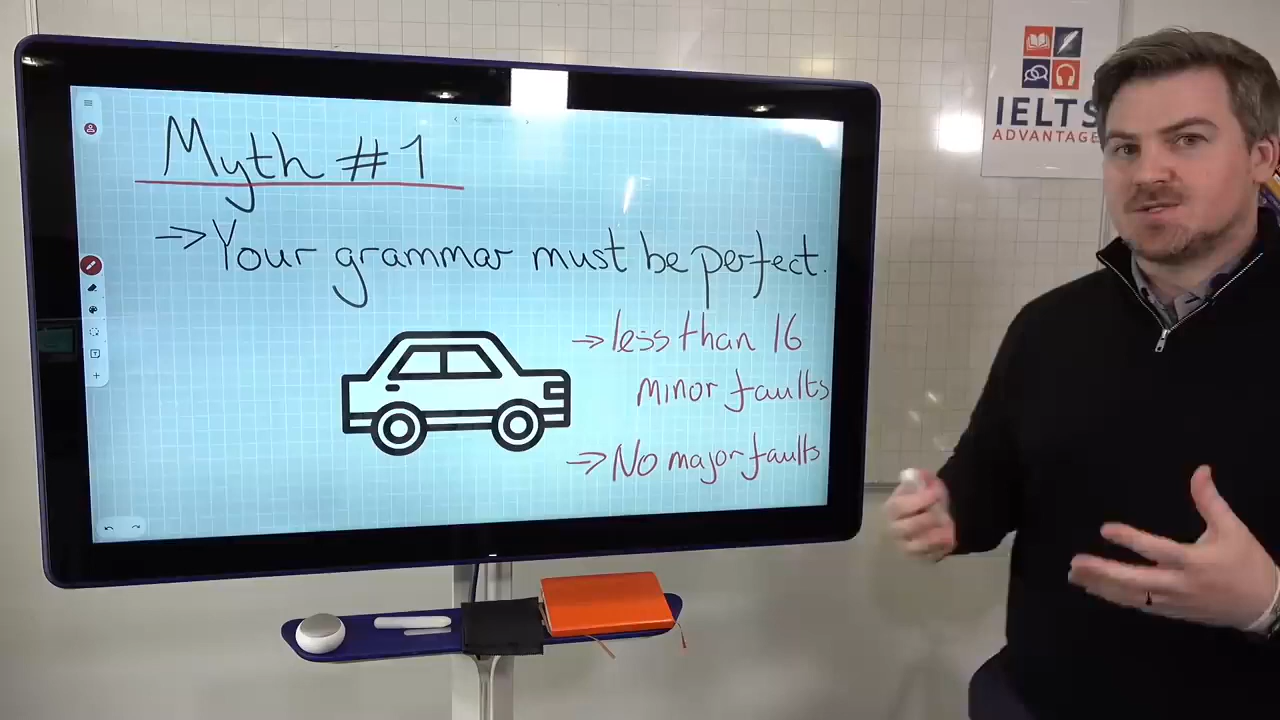 Myth #1
→ Your grammar must be perfect.
→ less than 16
minor faults
→ No major faults
IELTS
ADVANTAGE